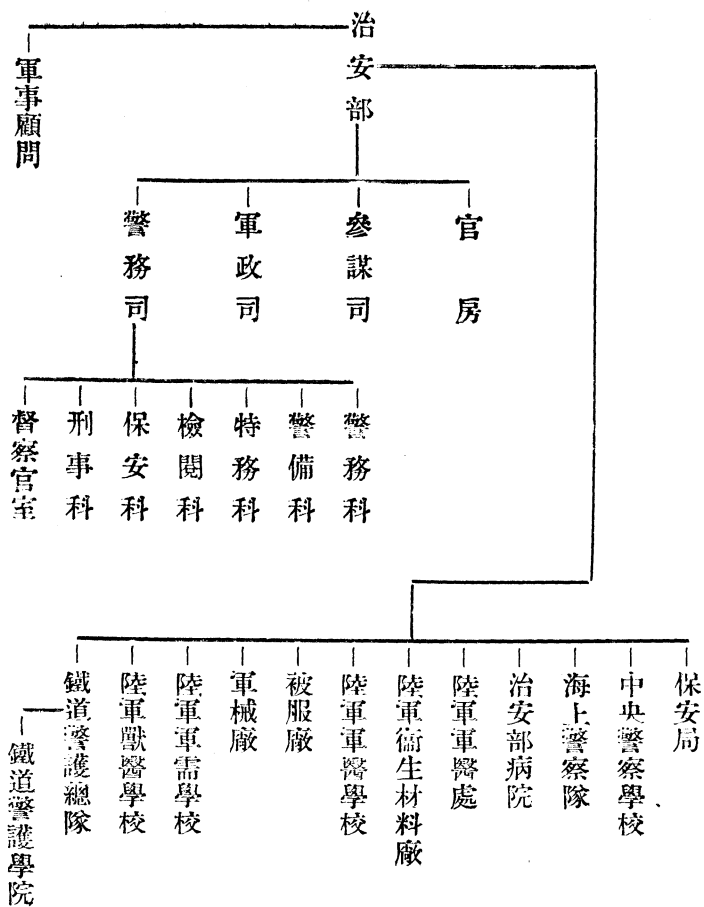 治安部
軍事顧問
官房
參謀司
軍政司
警務司
警務科
警備科
特務科
檢閱科
保安科
刑事科
督察官室
保安局
中央警察學校
海上警察隊
治安部病院
陸軍軍醫處
陸軍衞生材料廠
陸軍軍醫學校
被服廠
軍械廠
陸軍軍需學校
陸軍獸醫學校
鐵道警護總隊
鐵道警護學院